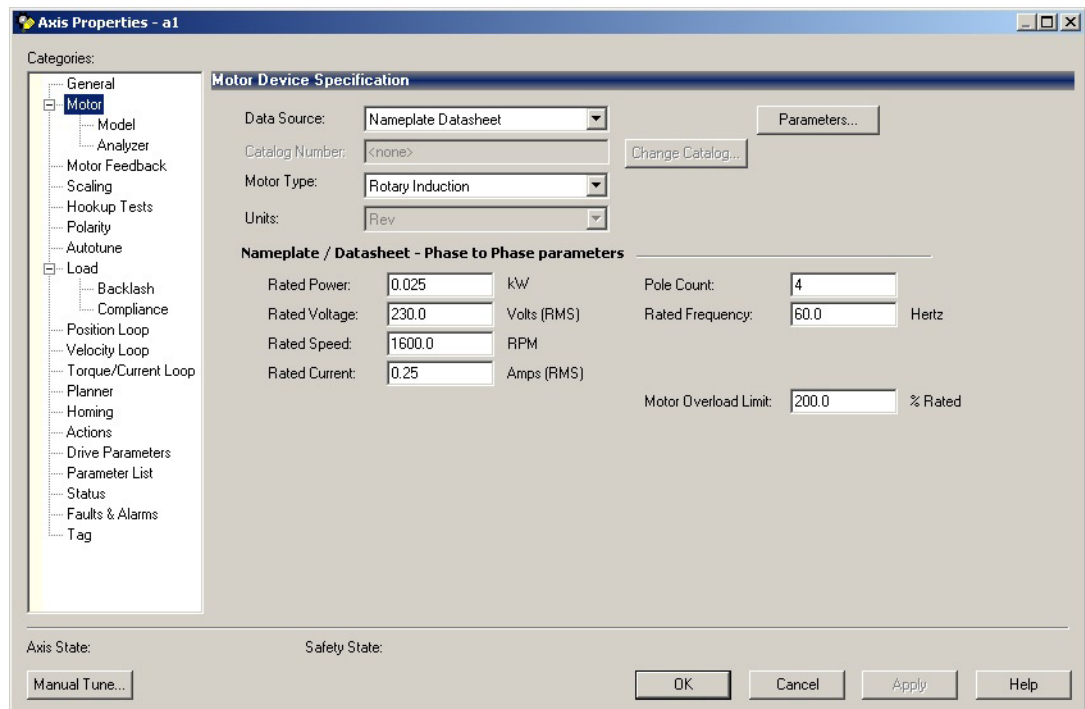 Axis Properties - a1
Categories:
General
Motor
Model
Analyzer
Motor Feedback
Scaling
Hookup Tests
Polarity
Autotune
Load
Backlash
Compliance
Position Loop
Velocity Loop
Torque/Current Loop
Planner
Homing
Actions
Drive Parameters
Parameter List
Status
Faults & Alarms
Tag
Motor Device Specification
Data Source: Nameplate Datasheet Parameters...
Catalog Number: <none> Change Catalog...
Motor Type: Rotary Induction
Units: Rev
Nameplate / Datasheet - Phase to Phase parameters
Rated Power: 0.025 kW Pole Count: 4
Rated Voltage: 230.0 Volts (RMS) Rated Frequency: 60.0 Hertz
Rated Speed: 1600.0 RPM
Rated Current: 0.25 Amps (RMS)
Motor Overload Limit: 200.0 % Rated
Axis State: Safety State:
Manual Tune... OK Cancel Apply Help